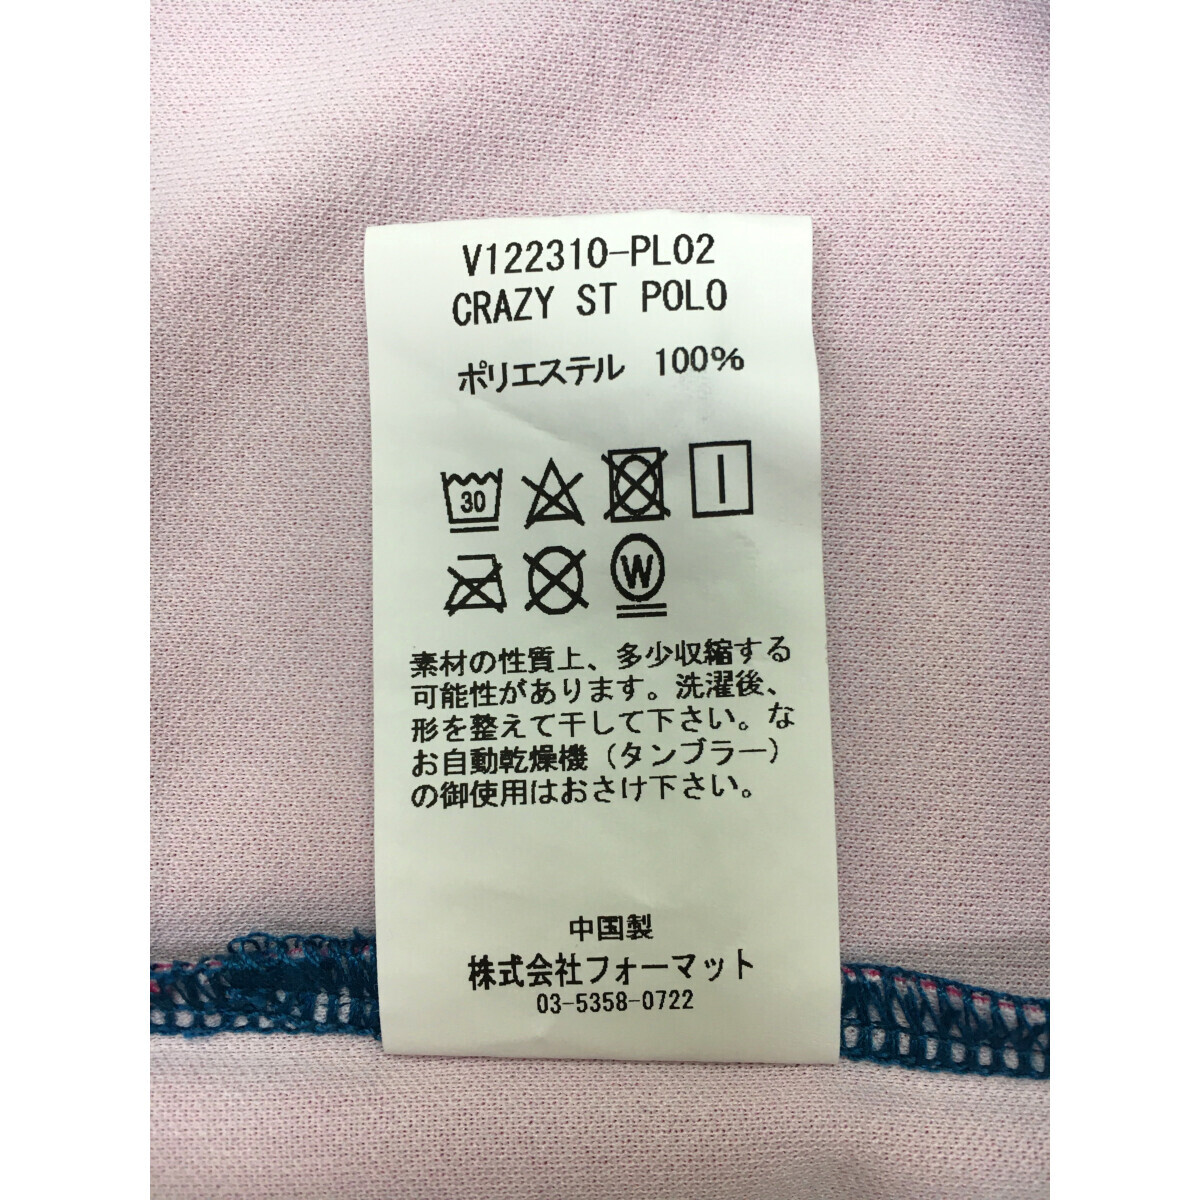 V122310-PL02
CRAZY ST POLO
ポリエステル 100%
30
W
素材の性質上、多少収縮する
可能性があります。洗濯後、
形を整えて干して下さい。な
お自動乾燥機（タンブラー）
の御使用はおさけ下さい。
中国製
株式会社フォーマット
03-5358-0722